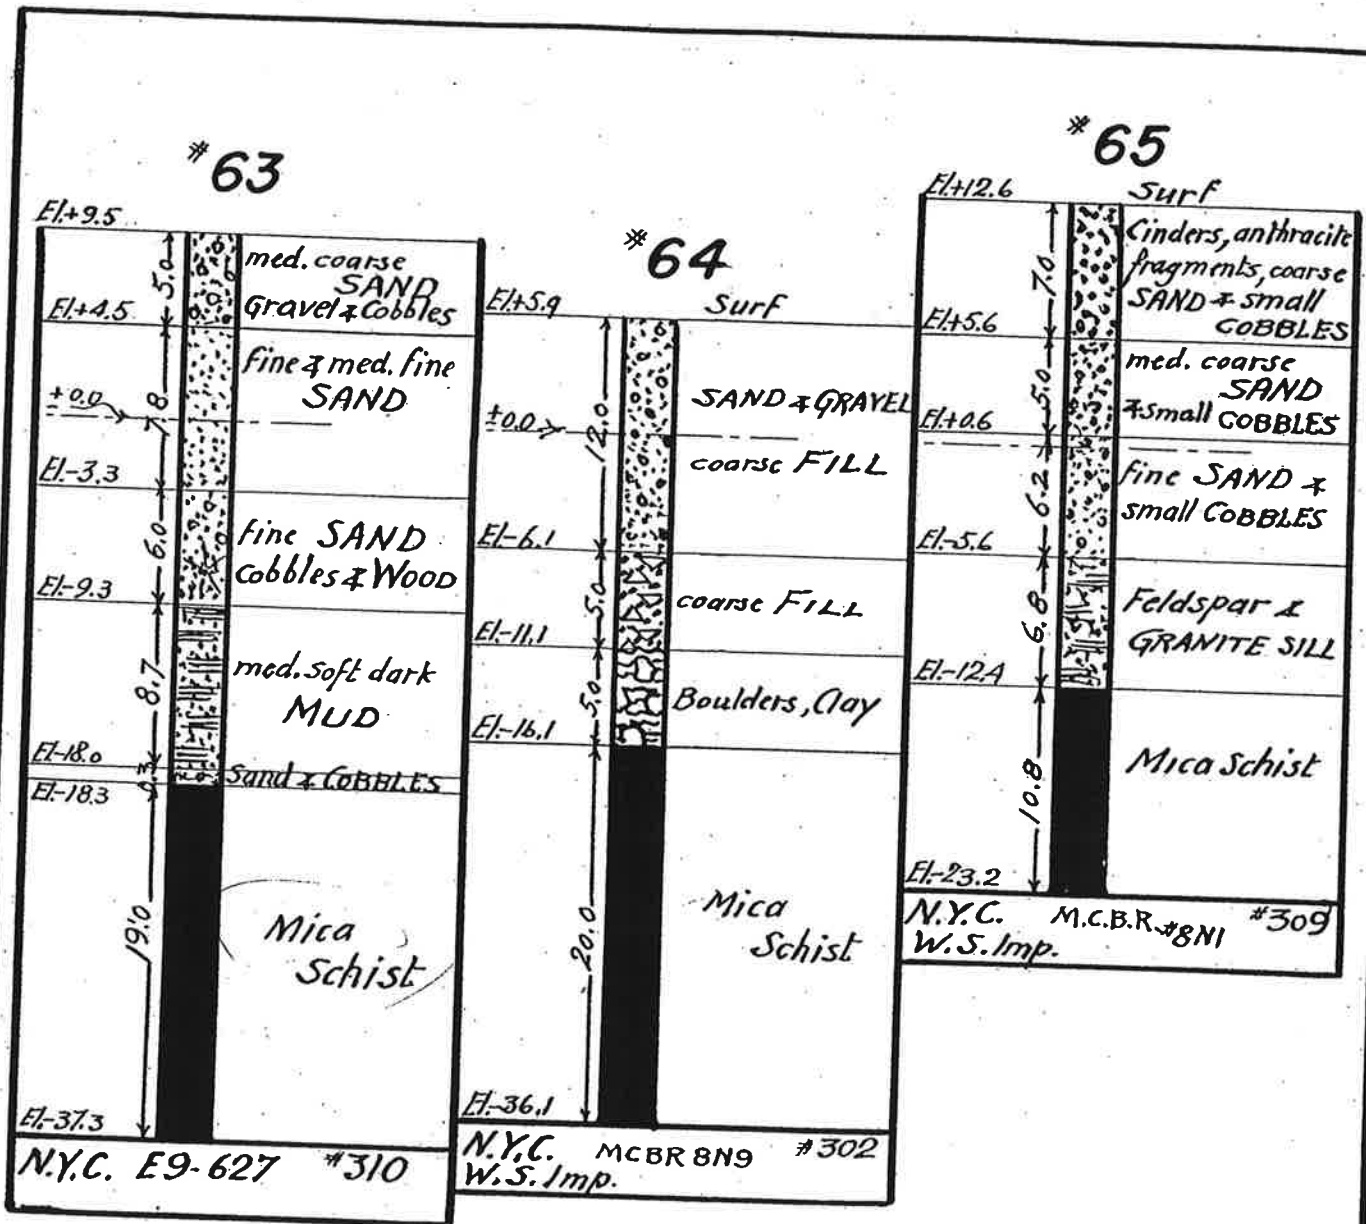 #63
El.+9.5
5.0
med. coarse
SAND
Gravel & Cobbles
El.+4.5
7.8
fine & med. fine
SAND
±0.0
El.-3.3
6.0
fine SAND
cobbles & WOOD
El.-9.3
8.7
med. soft dark
MUD
El.-18.0
0.3
Sand & COBBLES
El.-18.3
19.0
Mica
Schist
El.-37.3
N.Y.C. E9-627 #310
#64
El.+5.9 Surf
12.0
SAND & GRAVEL
±0.0
coarse FILL
El.-6.1
5.0
coarse FILL
El.-11.1
5.0
Boulders, Clay
El.-16.1
20.0
Mica
Schist
El.-36.1
N.Y.C. MCBR 8N9 #302
W.S. Imp.
#65
El.+12.6 Surf
7.0
Cinders, anthracite
fragments, coarse
SAND & small
COBBLES
El.+5.6
5.0
med. coarse
SAND
& small COBBLES
El.+0.6
6.2
fine SAND &
small COBBLES
El.-5.6
6.8
Feldspar &
GRANITE SILL
El.-12.4
10.8
Mica Schist
El.-23.2
N.Y.C. M.C.B.R. #8N1 #309
W.S. Imp.